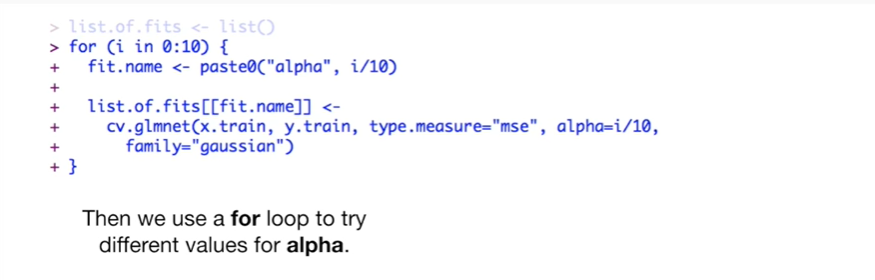 > list.of.fits <- list()
> for (i in 0:10) {
+   fit.name <- paste0("alpha", i/10)
+
+   list.of.fits[[fit.name]] <-
+     cv.glmnet(x.train, y.train, type.measure="mse", alpha=i/10,
+       family="gaussian")
+ }
Then we use a for loop to try
different values for alpha.